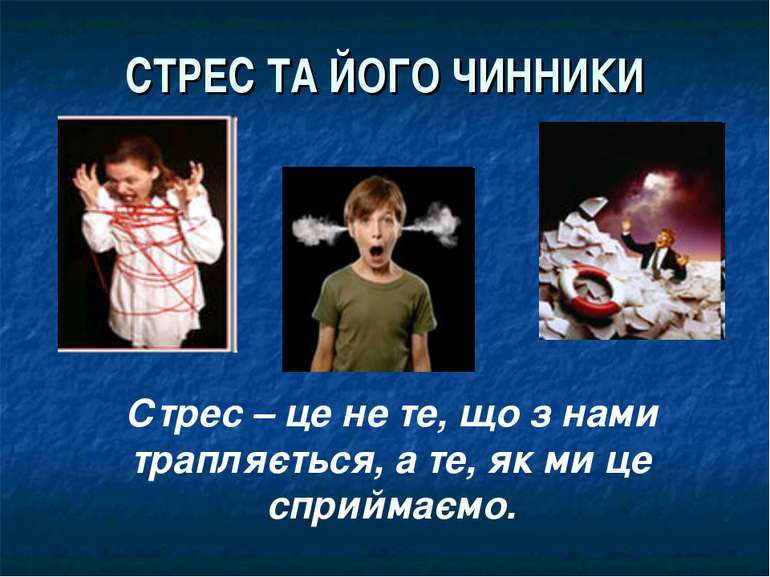 СТРЕС ТА ЙОГО ЧИННИКИ
Стрес – це не те, що з нами
трапляється, а те, як ми це
сприймаємо.